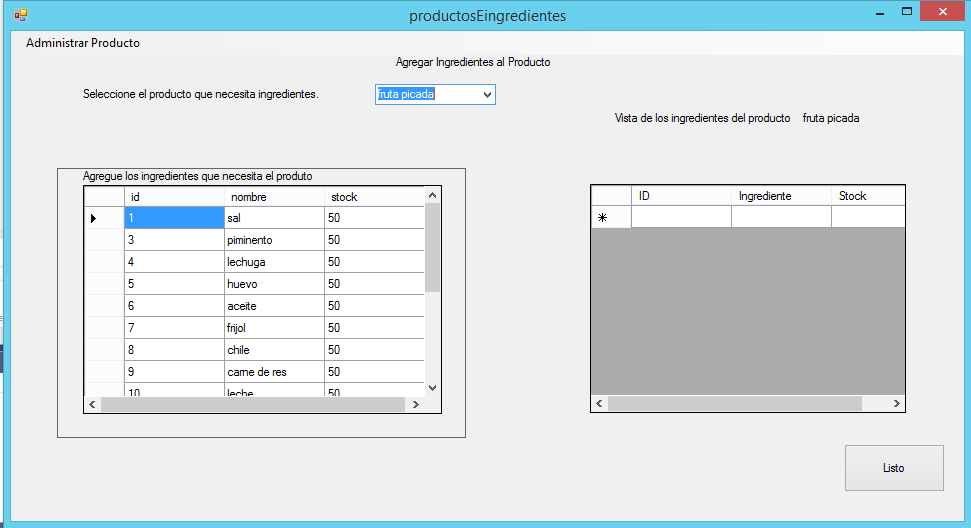 productosEingredientes
Administrar Producto
Agregar Ingredientes al Producto
Seleccione el producto que necesita ingredientes.
fruta picada
Vista de los ingredientes del producto fruta picada
Agregue los ingredientes que necesita el produto
id nombre stock
1 sal 50
3 piminento 50
4 lechuga 50
5 huevo 50
6 aceite 50
7 frijol 50
8 chile 50
9 carne de res 50
10 leche 50
ID Ingrediente Stock
Listo